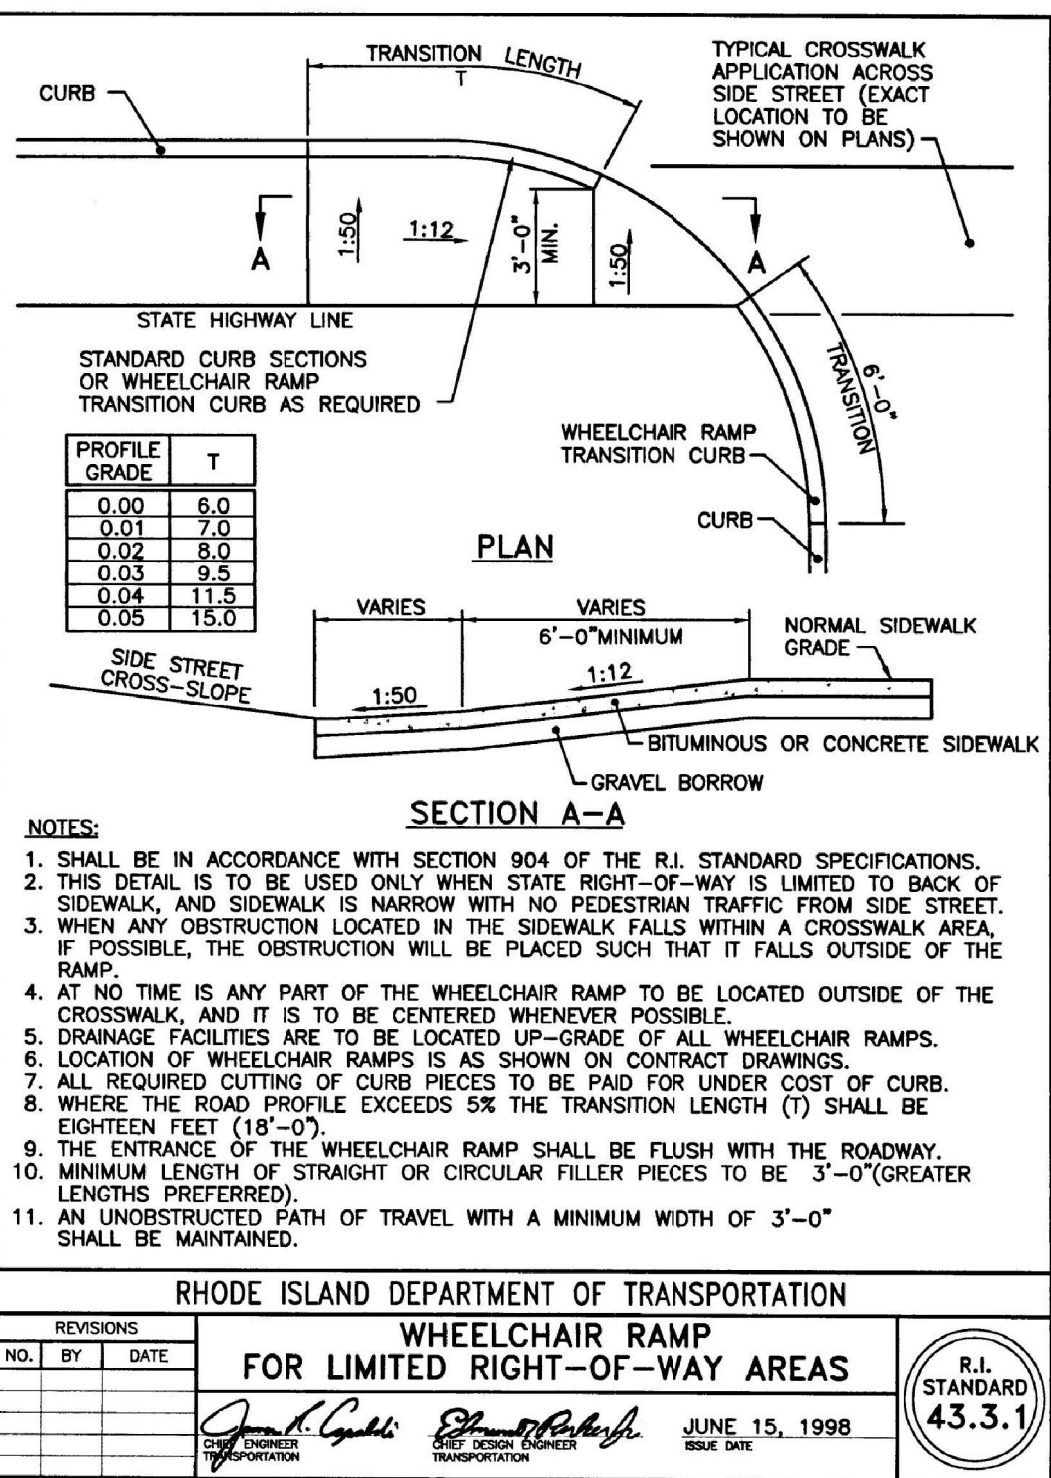 TRANSITION LENGTH
T
CURB
TYPICAL CROSSWALK
APPLICATION ACROSS
SIDE STREET (EXACT
LOCATION TO BE
SHOWN ON PLANS)
1:50
1:12
3'-0"
MIN.
1:50
A
A
STATE HIGHWAY LINE
STANDARD CURB SECTIONS
OR WHEELCHAIR RAMP
TRANSITION CURB AS REQUIRED
6'-0"
TRANSITION
WHEELCHAIR RAMP
TRANSITION CURB
CURB
PLAN
PROFILE GRADE T
0.00 6.0
0.01 7.0
0.02 8.0
0.03 9.5
0.04 11.5
0.05 15.0
VARIES VARIES
6'-0"MINIMUM
NORMAL SIDEWALK
GRADE
SIDE STREET
CROSS-SLOPE
1:50
1:12
BITUMINOUS OR CONCRETE SIDEWALK
GRAVEL BORROW
SECTION A-A
NOTES:
1. SHALL BE IN ACCORDANCE WITH SECTION 904 OF THE R.I. STANDARD SPECIFICATIONS.
2. THIS DETAIL IS TO BE USED ONLY WHEN STATE RIGHT-OF-WAY IS LIMITED TO BACK OF
SIDEWALK, AND SIDEWALK IS NARROW WITH NO PEDESTRIAN TRAFFIC FROM SIDE STREET.
3. WHEN ANY OBSTRUCTION LOCATED IN THE SIDEWALK FALLS WITHIN A CROSSWALK AREA,
IF POSSIBLE, THE OBSTRUCTION WILL BE PLACED SUCH THAT IT FALLS OUTSIDE OF THE
RAMP.
4. AT NO TIME IS ANY PART OF THE WHEELCHAIR RAMP TO BE LOCATED OUTSIDE OF THE
CROSSWALK, AND IT IS TO BE CENTERED WHENEVER POSSIBLE.
5. DRAINAGE FACILITIES ARE TO BE LOCATED UP-GRADE OF ALL WHEELCHAIR RAMPS.
6. LOCATION OF WHEELCHAIR RAMPS IS AS SHOWN ON CONTRACT DRAWINGS.
7. ALL REQUIRED CUTTING OF CURB PIECES TO BE PAID FOR UNDER COST OF CURB.
8. WHERE THE ROAD PROFILE EXCEEDS 5% THE TRANSITION LENGTH (T) SHALL BE
EIGHTEEN FEET (18'-0").
9. THE ENTRANCE OF THE WHEELCHAIR RAMP SHALL BE FLUSH WITH THE ROADWAY.
10. MINIMUM LENGTH OF STRAIGHT OR CIRCULAR FILLER PIECES TO BE 3'-0"(GREATER
LENGTHS PREFERRED).
11. AN UNOBSTRUCTED PATH OF TRAVEL WITH A MINIMUM WIDTH OF 3'-0"
SHALL BE MAINTAINED.
RHODE ISLAND DEPARTMENT OF TRANSPORTATION
REVISIONS
NO. BY DATE
WHEELCHAIR RAMP
FOR LIMITED RIGHT-OF-WAY AREAS
CHIEF ENGINEER
TRANSPORTATION
CHIEF DESIGN ENGINEER
TRANSPORTATION
JUNE 15, 1998
ISSUE DATE
R.I.
STANDARD
43.3.1